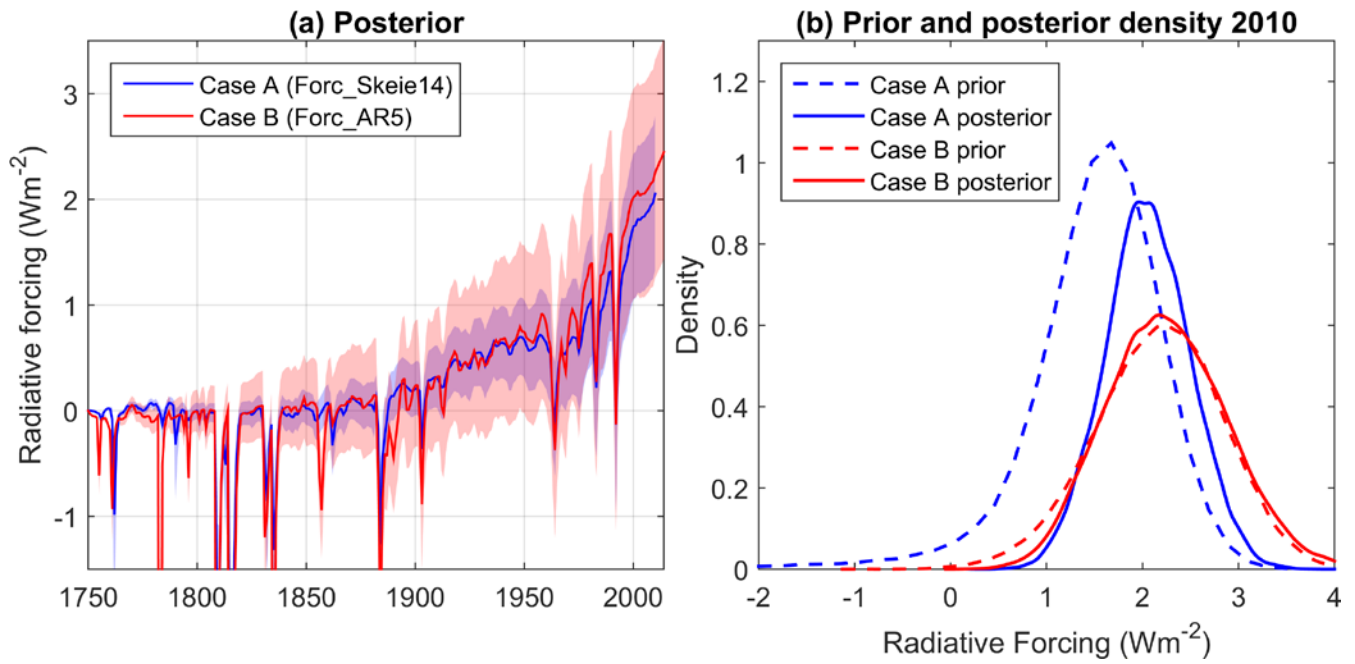 (a) Posterior
Case A (Forc_Skeie14)
Case B (Forc_AR5)
Radiative forcing (Wm-2)
3
2
1
0
-1
1750 1800 1850 1900 1950 2000
(b) Prior and posterior density 2010
Case A prior
Case A posterior
Case B prior
Case B posterior
Density
1.2
1
0.8
0.6
0.4
0.2
0
-2 -1 0 1 2 3 4
Radiative Forcing (Wm-2)